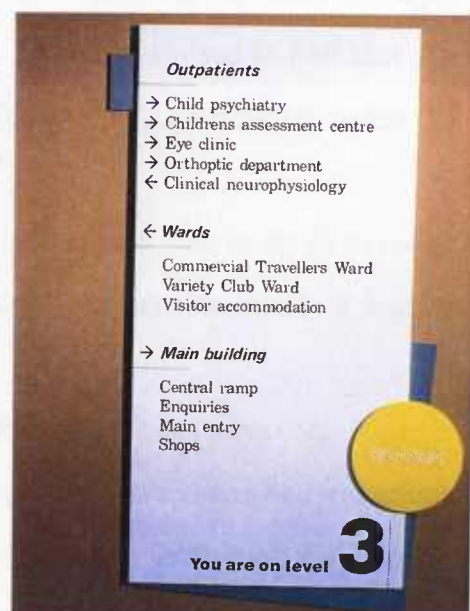 Outpatients
→ Child psychiatry
→ Childrens assessment centre
→ Eye clinic
→ Orthoptic department
← Clinical neurophysiology
← Wards
Commercial Travellers Ward
Variety Club Ward
Visitor accommodation
→ Main building
Central ramp
Enquiries
Main entry
Shops
You are on level 3